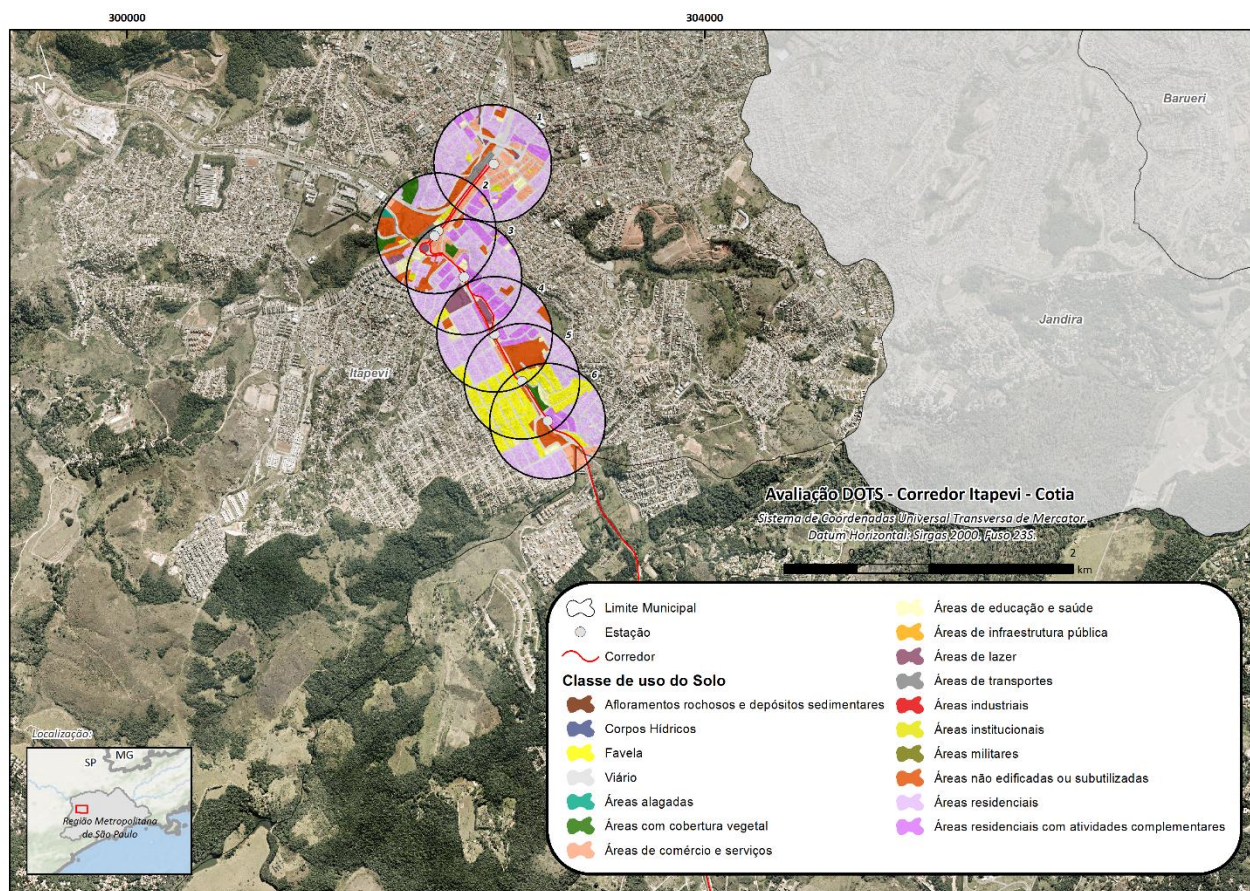 300000
304000
N
Barueri
Jandira
Itapevi
1
2
3
4
5
6
Avaliação DOTS - Corredor Itapevi - Cotia
Sistema de Coordenadas Universal Transversa de Mercator.
Datum Horizontal: Sirgas 2000. Fuso 23S.
2
km
Limite Municipal
Estação
Corredor
Classe de uso do Solo
Afloramentos rochosos e depósitos sedimentares
Corpos Hídricos
Favela
Viário
Áreas alagadas
Áreas com cobertura vegetal
Áreas de comércio e serviços
Áreas de educação e saúde
Áreas de infraestrutura pública
Áreas de lazer
Áreas de transportes
Áreas industriais
Áreas institucionais
Áreas militares
Áreas não edificadas ou subutilizadas
Áreas residenciais
Áreas residenciais com atividades complementares
Localização:
SP
MG
Região Metropolitana
de São Paulo